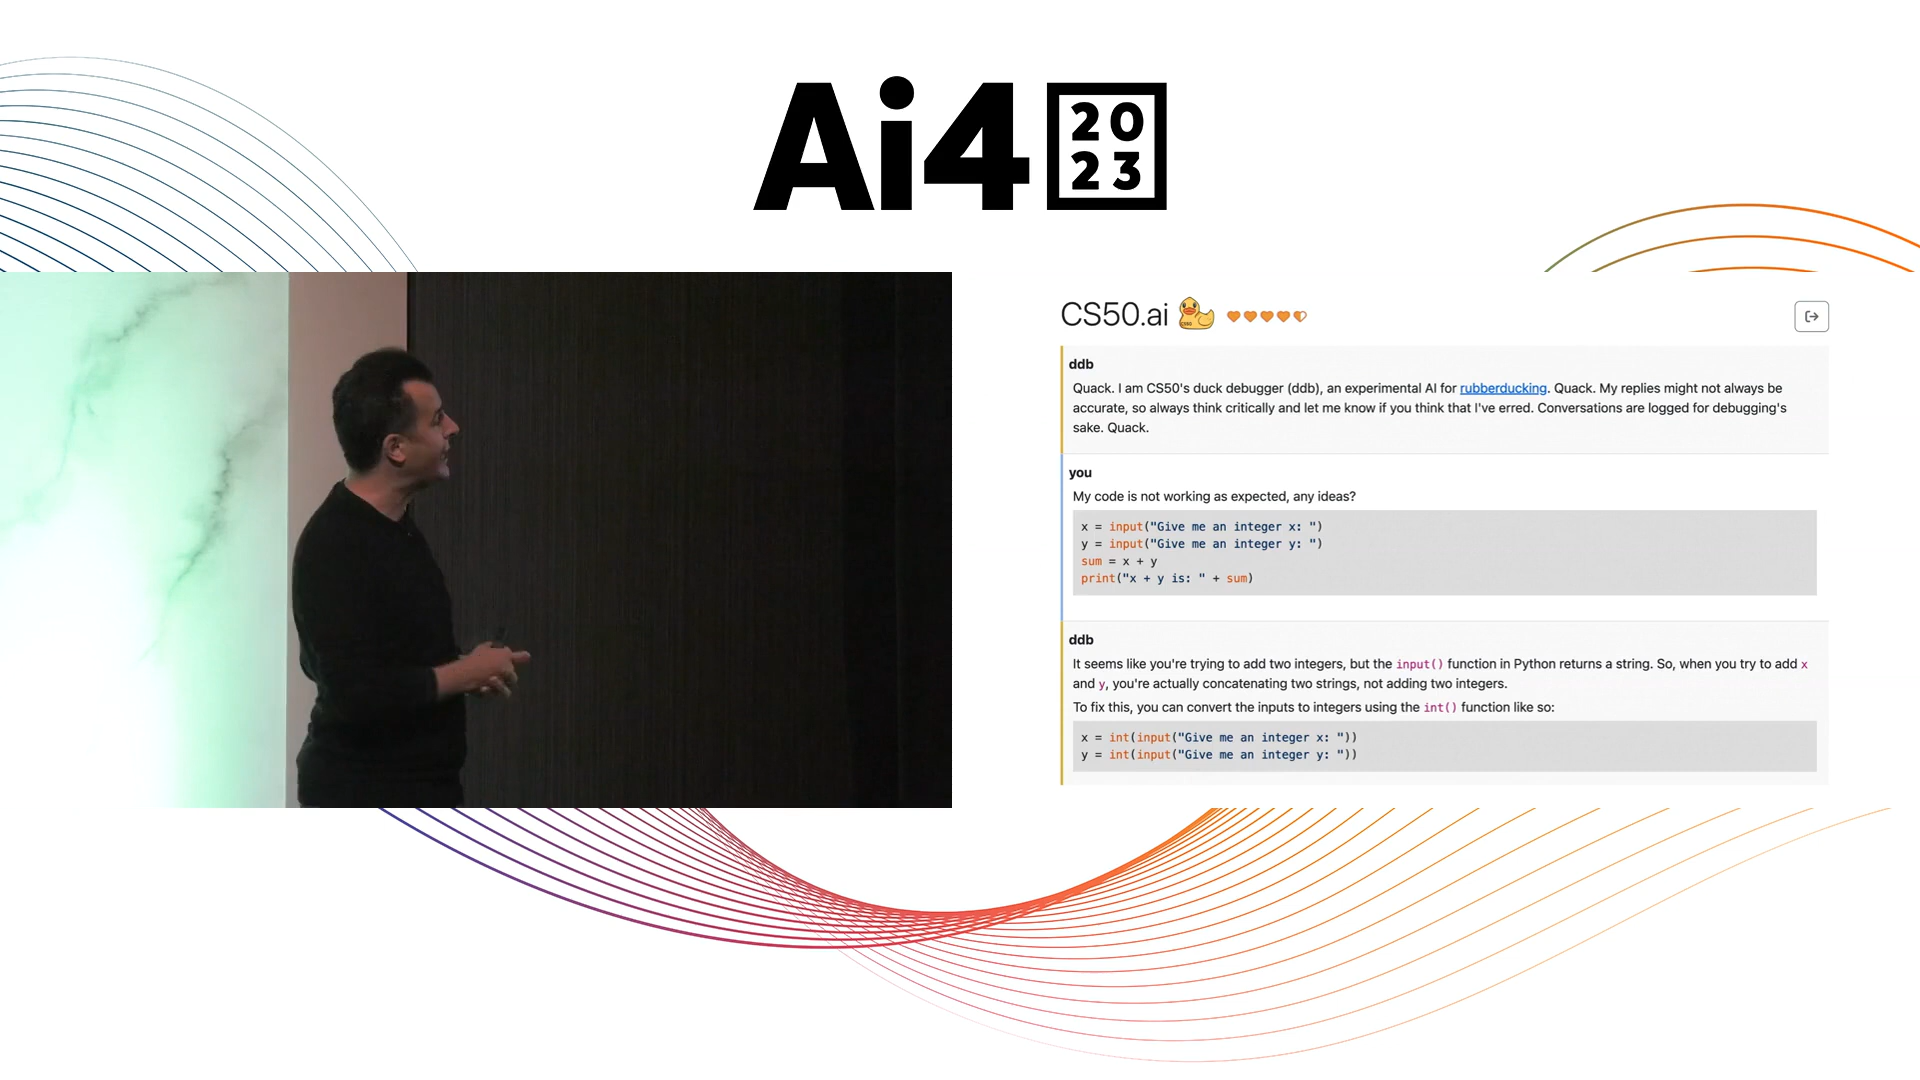 Ai4
20
23
CS50.ai
ddb
Quack. I am CS50's duck debugger (ddb), an experimental AI for rubberducking. Quack. My replies might not always be
accurate, so always think critically and let me know if you think that I've erred. Conversations are logged for debugging's
sake. Quack.
you
My code is not working as expected, any ideas?
x = input("Give me an integer x: ")
y = input("Give me an integer y: ")
sum = x + y
print("x + y is: " + sum)
ddb
It seems like you're trying to add two integers, but the input() function in Python returns a string. So, when you try to add x
and y, you're actually concatenating two strings, not adding two integers.
To fix this, you can convert the inputs to integers using the int() function like so:
x = int(input("Give me an integer x: "))
y = int(input("Give me an integer y: "))